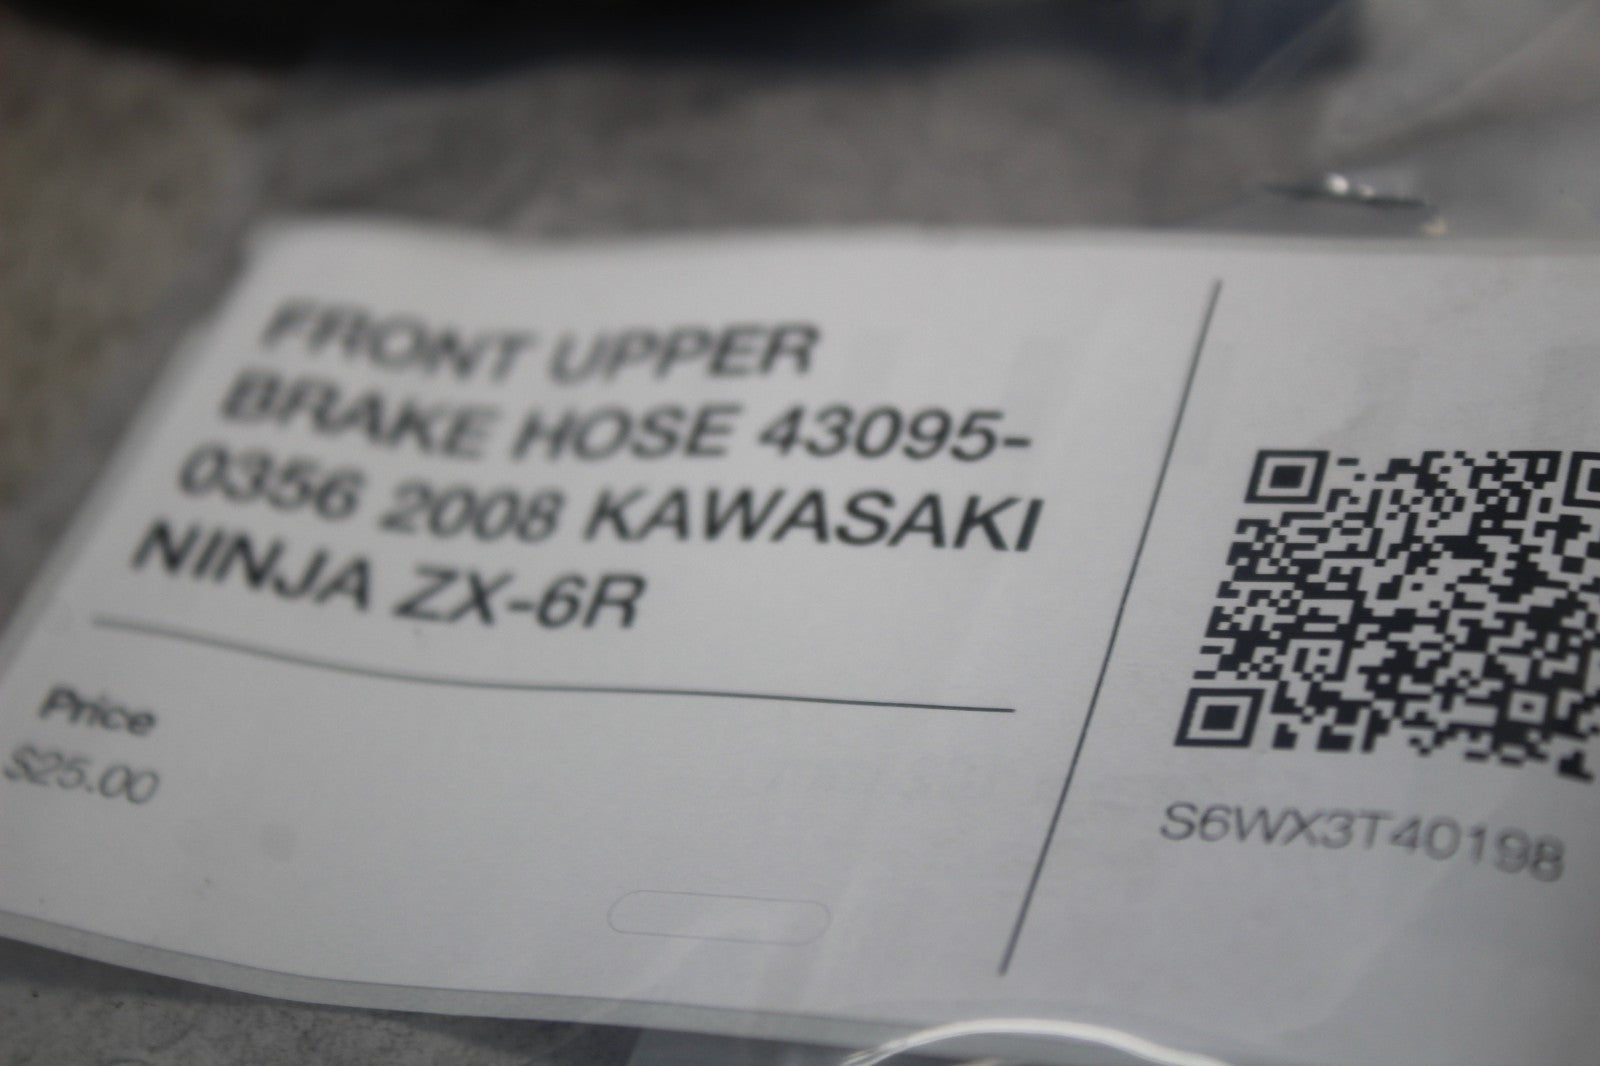 FRONT UPPER
BRAKE HOSE 43095-
0356 2008 KAWASAKI
NINJA ZX-6R
Price
$25.00
S6WX3T40198